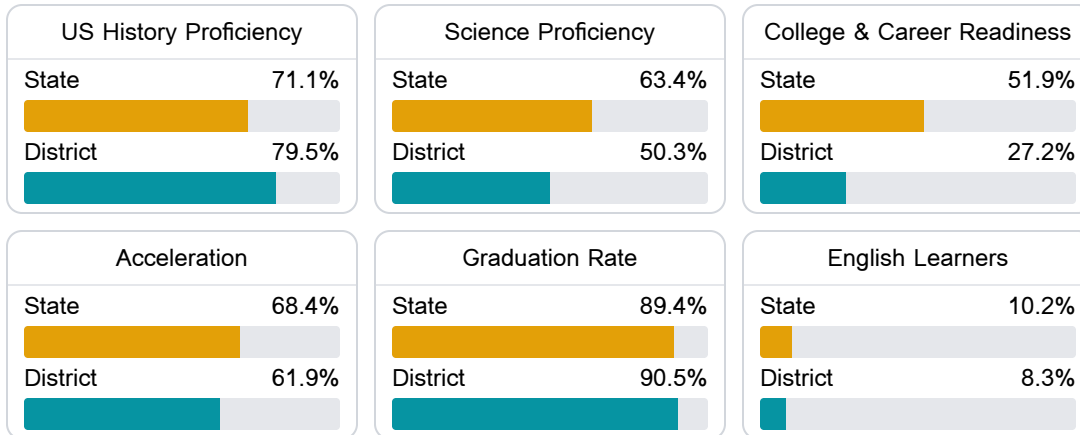 US History Proficiency
State 71.1%
District 79.5%
Science Proficiency
State 63.4%
District 50.3%
College & Career Readiness
State 51.9%
District 27.2%
Acceleration
State 68.4%
District 61.9%
Graduation Rate
State 89.4%
District 90.5%
English Learners
State 10.2%
District 8.3%